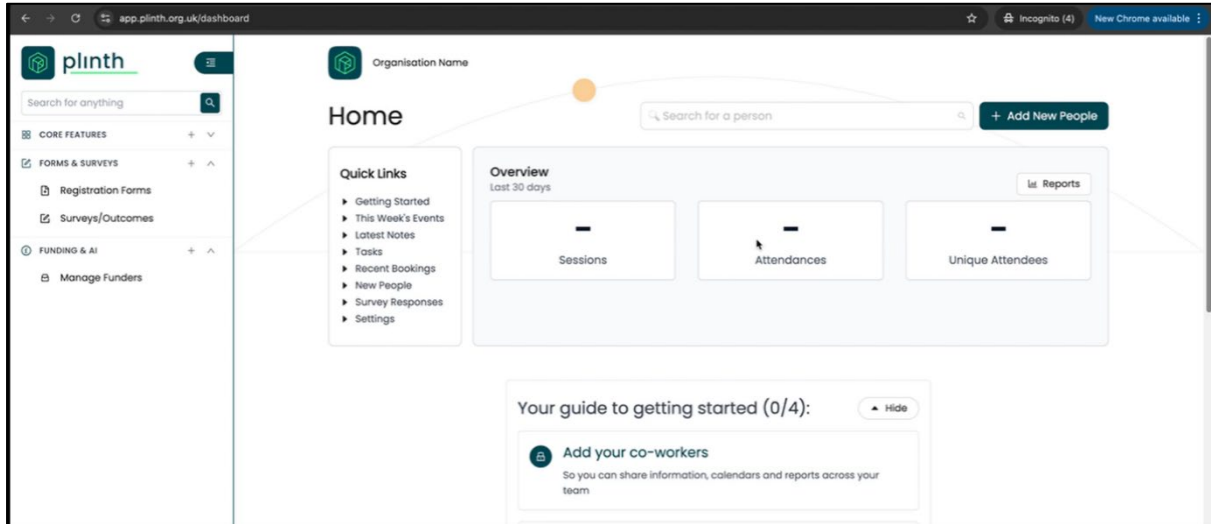 app.plinth.org.uk/dashboard
Incognito (4)
New Chrome available
plinth
Search for anything
CORE FEATURES
FORMS & SURVEYS
Registration Forms
Surveys/Outcomes
FUNDING & AI
Manage Funders
Organisation Name
Home
Search for a person
+ Add New People
Quick Links
Getting Started
This Week's Events
Latest Notes
Tasks
Recent Bookings
New People
Survey Responses
Settings
Overview
Last 30 days
Reports
–
Sessions
–
Attendances
–
Unique Attendees
Your guide to getting started (0/4):
Hide
Add your co-workers
So you can share information, calendars and reports across your
team